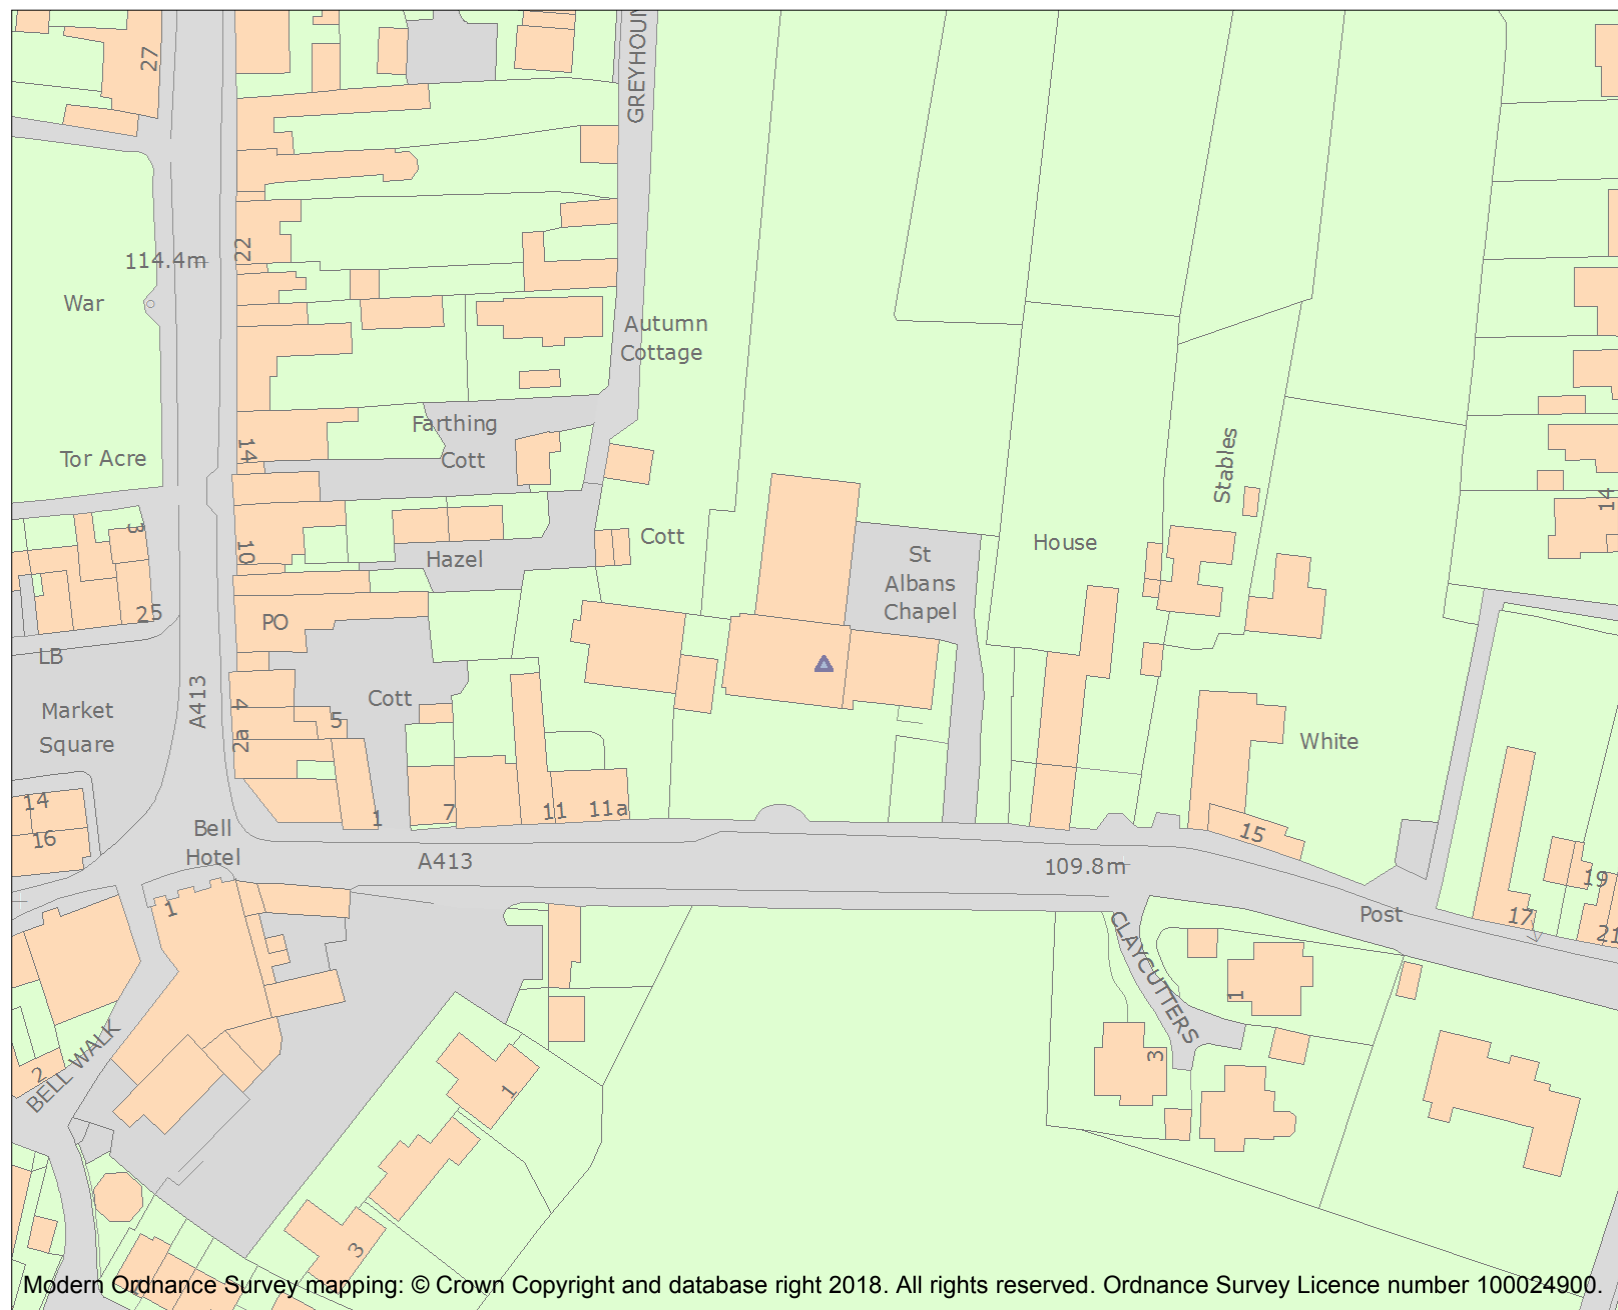 27
GREYHOUN
22
114.4m
War
Autumn
Cottage
Farthing
Cott
14
Tor Acre
Stables
14
3
10
Hazel
Cott
House
St
Albans
Chapel
25
PO
LB
A413
Cott
4
5
2a
Market
Square
White
14
16
1
7
11
11a
Bell
Hotel
A413
109.8m
15
19
17
21
Post
1
CLAYCUTTERS
1
3
BELL WALK
2
1
3
Modern Ordnance Survey mapping: © Crown Copyright and database right 2018. All rights reserved. Ordnance Survey Licence number 100024900.